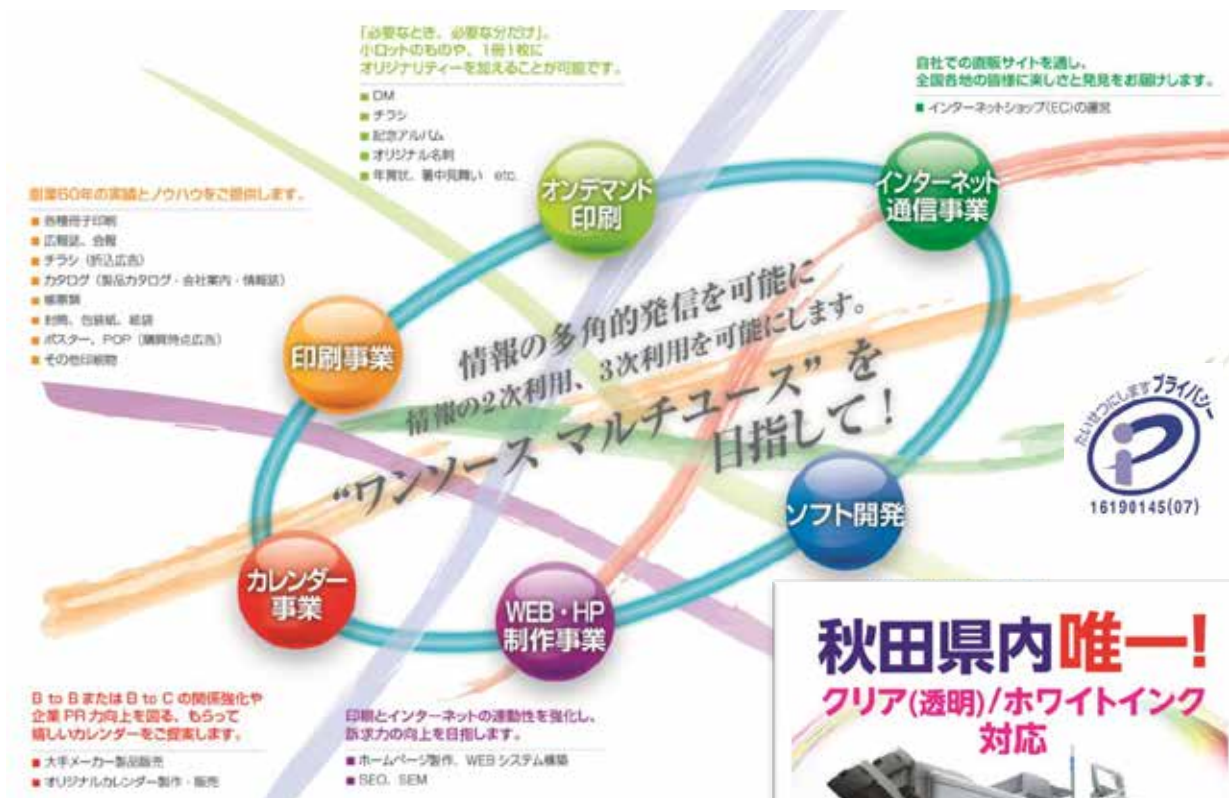 「必要なとき、必要な分だけ」。
小ロットのものや、1冊1枚に
オリジナリティーを加えることが可能です。
■ DM
■ チラシ
■ 記念アルバム
■ オリジナル名刺
■ 年賀状、暑中見舞い etc.
オンデマンド
印刷
自社での直販サイトを通し、
全国各地の皆様に楽しさと発見をお届けします。
■ インターネットショップ(EC)の運営
インターネット
通信事業
創業60年の実績とノウハウをご提供します。
■ 各種冊子印刷
■ 広報誌、会報
■ チラシ（折込広告）
■ カタログ（製品カタログ・会社案内・情報誌）
■ 帳票類
■ 封筒、包装紙、紙袋
■ ポスター、POP（購買時点広告）
■ その他印刷物
印刷事業
情報の多角的発信を可能に
情報の2次利用、3次利用を可能にします。
“ワンソース マルチユース” を
目指して！
たいせつにしますプライバシー
16190145(07)
ソフト開発
カレンダー
事業
WEB・HP
制作事業
B to B または B to C の関係強化や
企業 PR 力向上を図る、もらって
嬉しいカレンダーをご提案します。
■ 大手メーカー製品販売
■ オリジナルカレンダー製作・販売
印刷とインターネットの連動性を強化し、
訴求力の向上を目指します。
■ ホームページ製作、WEB システム構築
■ SEO、SEM
秋田県内唯一!
クリア(透明)/ホワイトインク
対応